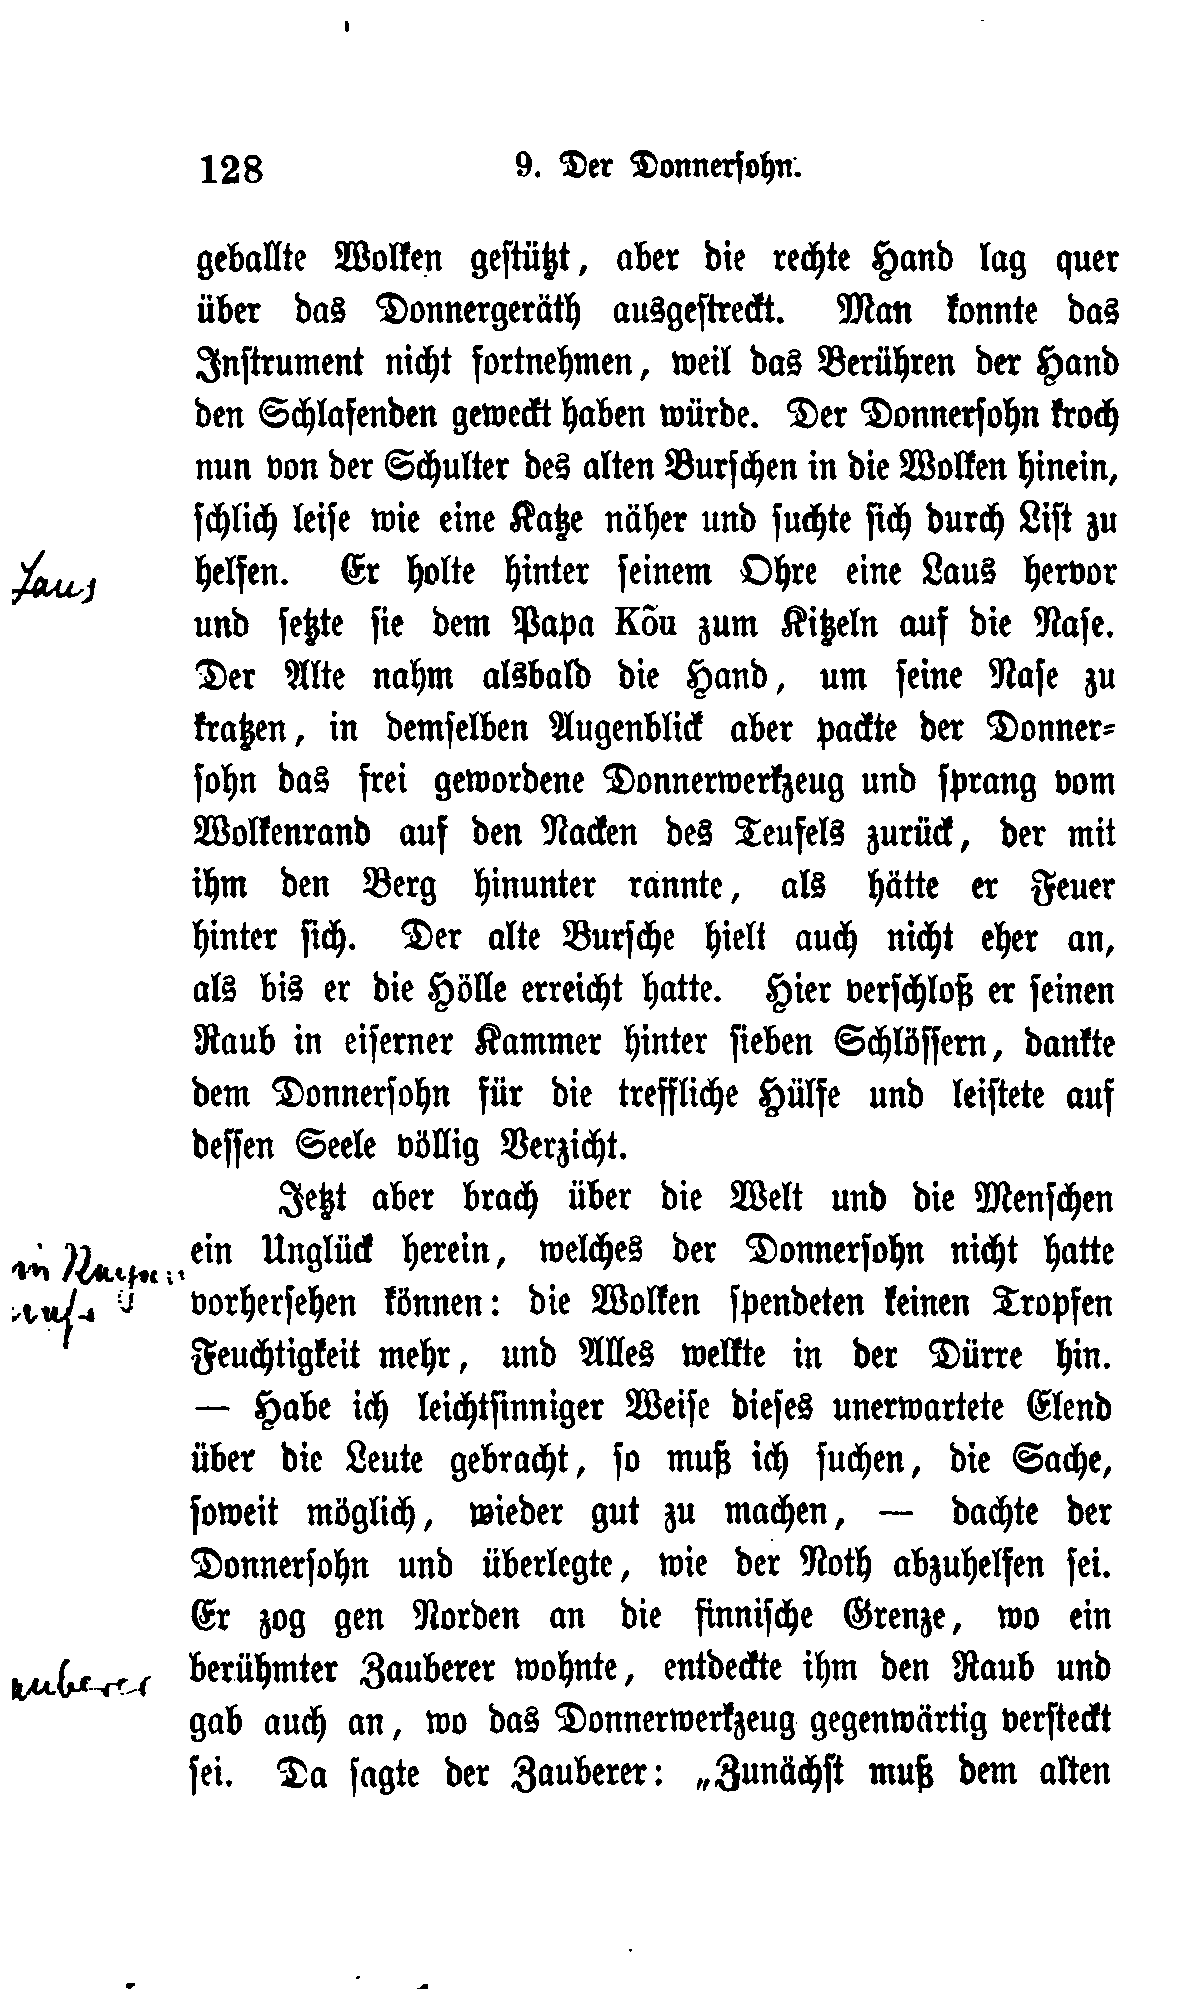 128 9. Der Donnersohn.
geballte Wolken gestützt, aber die rechte Hand lag quer
über das Donnergeräth ausgestreckt. Man konnte das
Instrument nicht fortnehmen, weil das Berühren der Hand
den Schlafenden geweckt haben würde. Der Donnersohn kroch
nun von der Schulter des alten Burschen in die Wolken hinein,
schlich leise wie eine Katze näher und suchte sich durch List zu
Laus
helfen. Er holte hinter seinem Ohre eine Laus hervor
und setzte sie dem Papa Kõu zum Kitzeln auf die Nase.
Der Alte nahm alsbald die Hand, um seine Nase zu
kratzen, in demselben Augenblick aber packte der Donner-
sohn das frei gewordene Donnerwerkzeug und sprang vom
Wolkenrand auf den Nacken des Teufels zurück, der mit
ihm den Berg hinunter rannte, als hätte er Feuer
hinter sich. Der alte Bursche hielt auch nicht eher an,
als bis er die Hölle erreicht hatte. Hier verschloß er seinen
Raub in eiserner Kammer hinter sieben Schlössern, dankte
dem Donnersohn für die treffliche Hülfe und leistete auf
dessen Seele völlig Verzicht.
Jetzt aber brach über die Welt und die Menschen
ein Unglück herein, welches der Donnersohn nicht hatte
vorhersehen können: die Wolken spendeten keinen Tropfen
Feuchtigkeit mehr, und Alles welkte in der Dürre hin.
— Habe ich leichtsinniger Weise dieses unerwartete Elend
über die Leute gebracht, so muß ich suchen, die Sache,
soweit möglich, wieder gut zu machen, — dachte der
Donnersohn und überlegte, wie der Noth abzuhelfen sei.
Er zog gen Norden an die finnische Grenze, wo ein
auberer
berühmter Zauberer wohnte, entdeckte ihm den Raub und
gab auch an, wo das Donnerwerkzeug gegenwärtig versteckt
sei. Da sagte der Zauberer: „Zunächst muß dem alten